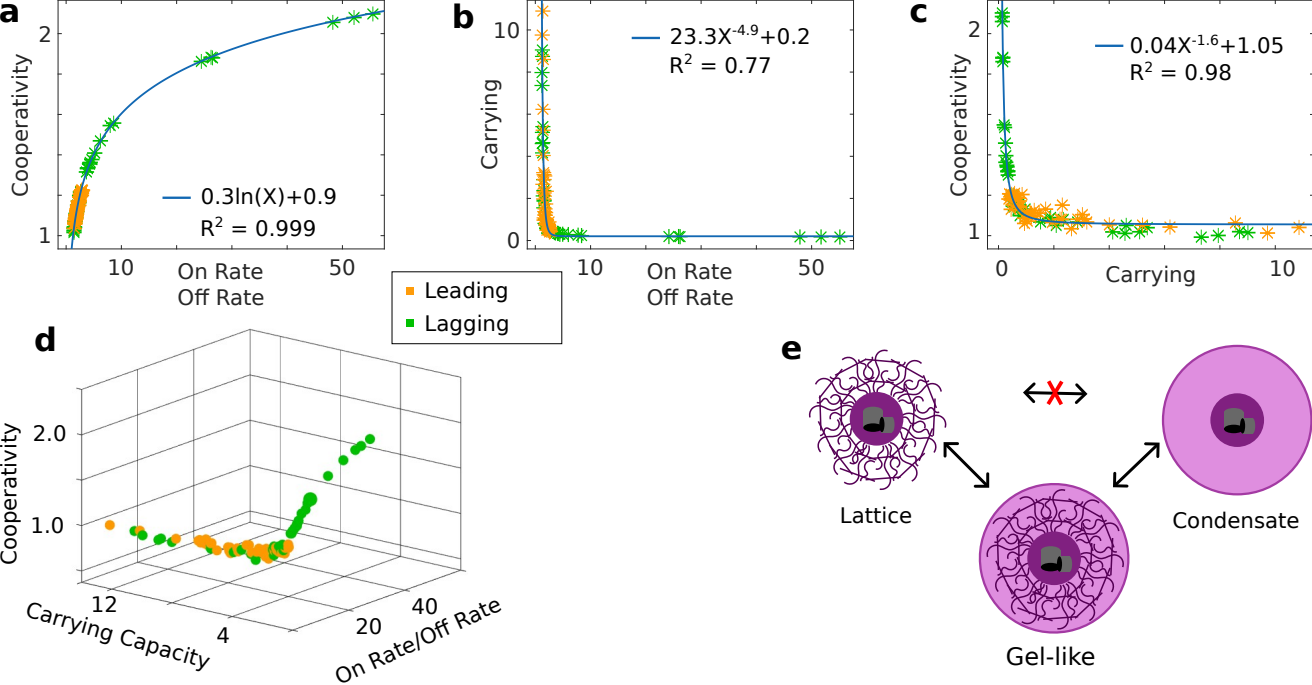 a
2
1
Cooperativity
0.3ln(X)+0.9
R² = 0.999
10
50
On Rate
Off Rate
b
10
0
Carrying
23.3X⁻⁴·⁹+0.2
R² = 0.77
10
50
On Rate
Off Rate
c
2
1
Cooperativity
0.04X⁻¹·⁶+1.05
R² = 0.98
0
10
Carrying
Leading
Lagging
d
2.0
1.0
Cooperativity
12
4
Carrying Capacity
20
40
On Rate/Off Rate
e
Lattice
Condensate
Gel-like